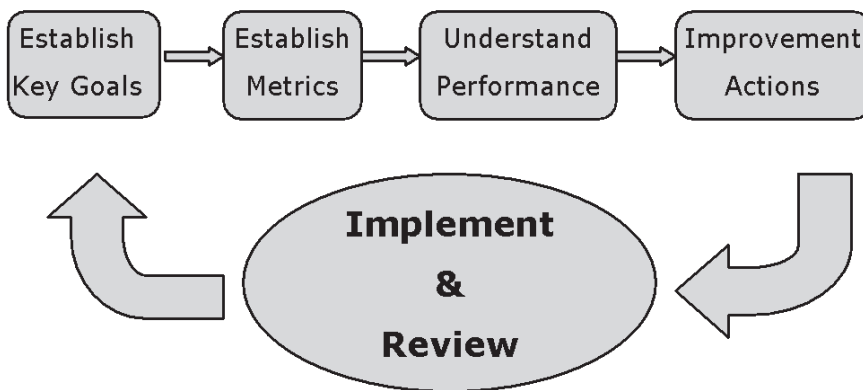 Establish
Key Goals
Establish
Metrics
Understand
Performance
Improvement
Actions
Implement
&
Review